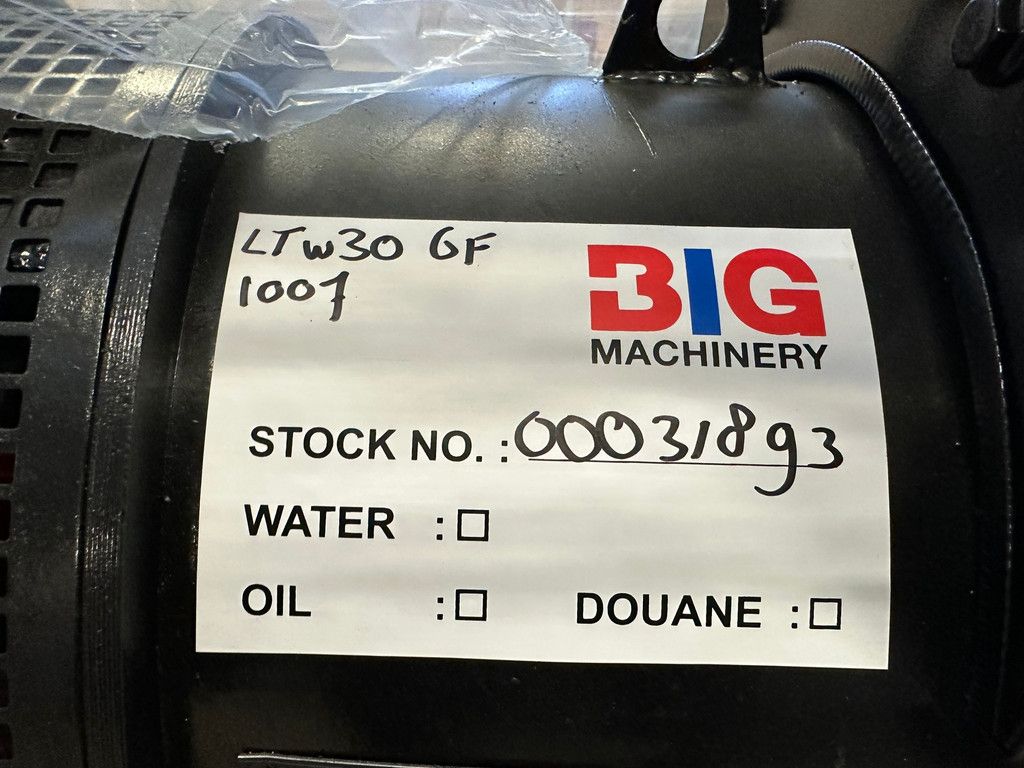 LTW30 GF
1007
BIG
MACHINERY
STOCK NO. : 00031893
WATER : ☐
OIL : ☐ DOUANE : ☐